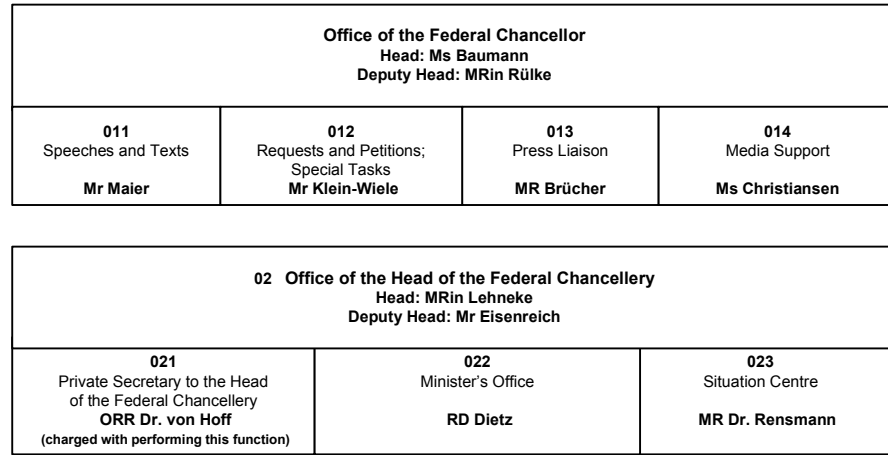 Office of the Federal Chancellor
Head: Ms Baumann
Deputy Head: MRin Rülke
011
Speeches and Texts
Mr Maier
012
Requests and Petitions;
Special Tasks
Mr Klein-Wiele
013
Press Liaison
MR Brücher
014
Media Support
Ms Christiansen
02 Office of the Head of the Federal Chancellery
Head: MRin Lehneke
Deputy Head: Mr Eisenreich
021
Private Secretary to the Head
of the Federal Chancellery
ORR Dr. von Hoff
(charged with performing this function)
022
Minister’s Office
RD Dietz
023
Situation Centre
MR Dr. Rensmann